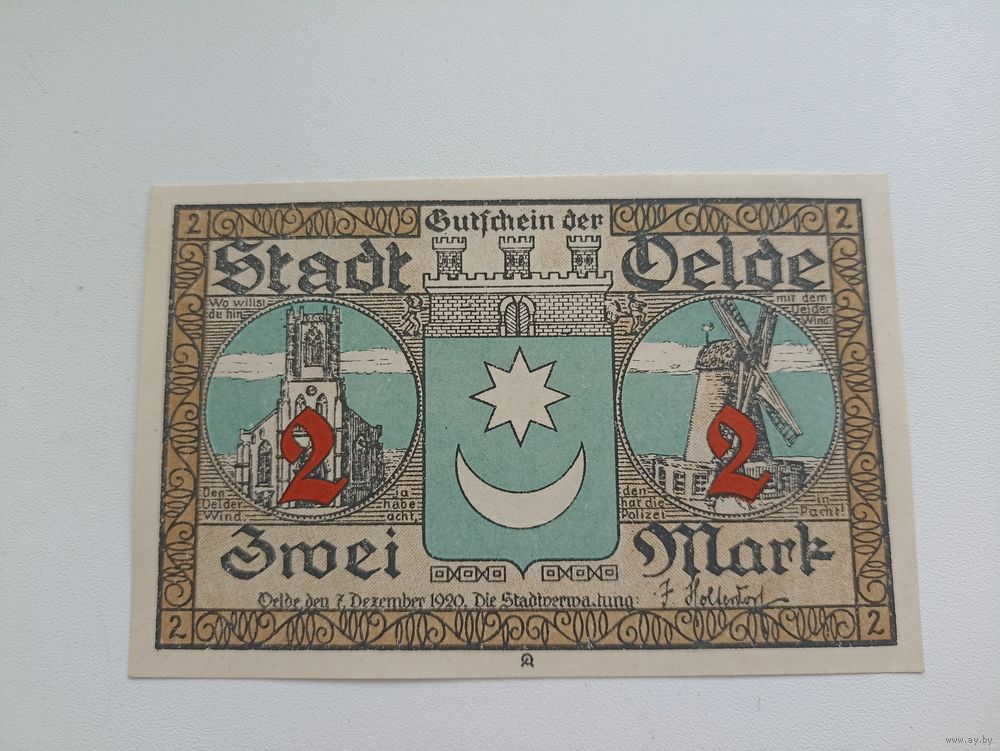 2
Gutschein der
2
Stadt Oelde
Wo willst
du hin
mit dem
Oelder
Wind
2
2
Den ja
Oelder habe
Wind, acht,
den in
hat die
Polizei Pacht!
Zwei Mark
Oelde, den 7. Dezember 1920. Die Stadtverwaltung: F Holterdorf
2
2
www.ay.by